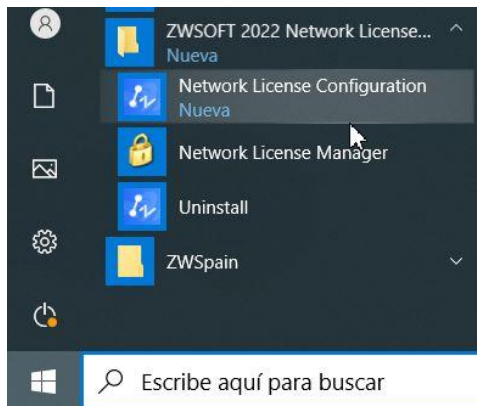 ZWSOFT 2022 Network License...
Nueva
Network License Configuration
Nueva
Network License Manager
Uninstall
ZWSpain
Escribe aquí para buscar